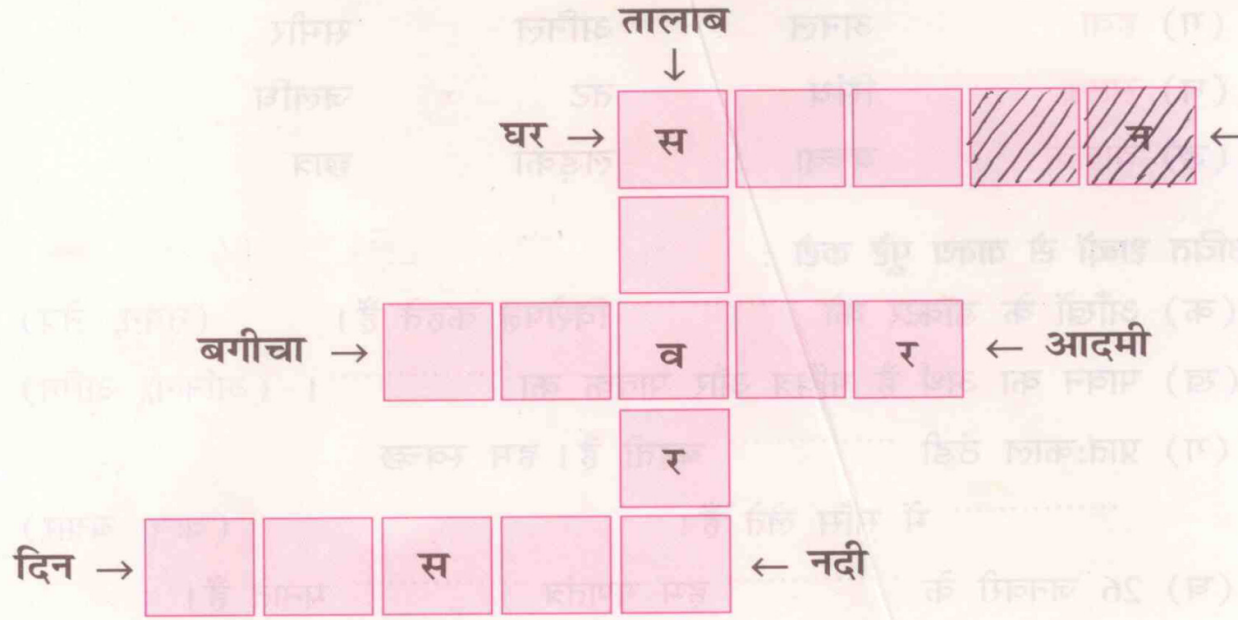 तालाब
↓
घर → स म ←
बगीचा → व र ← आदमी
र
दिन → स ← नदी